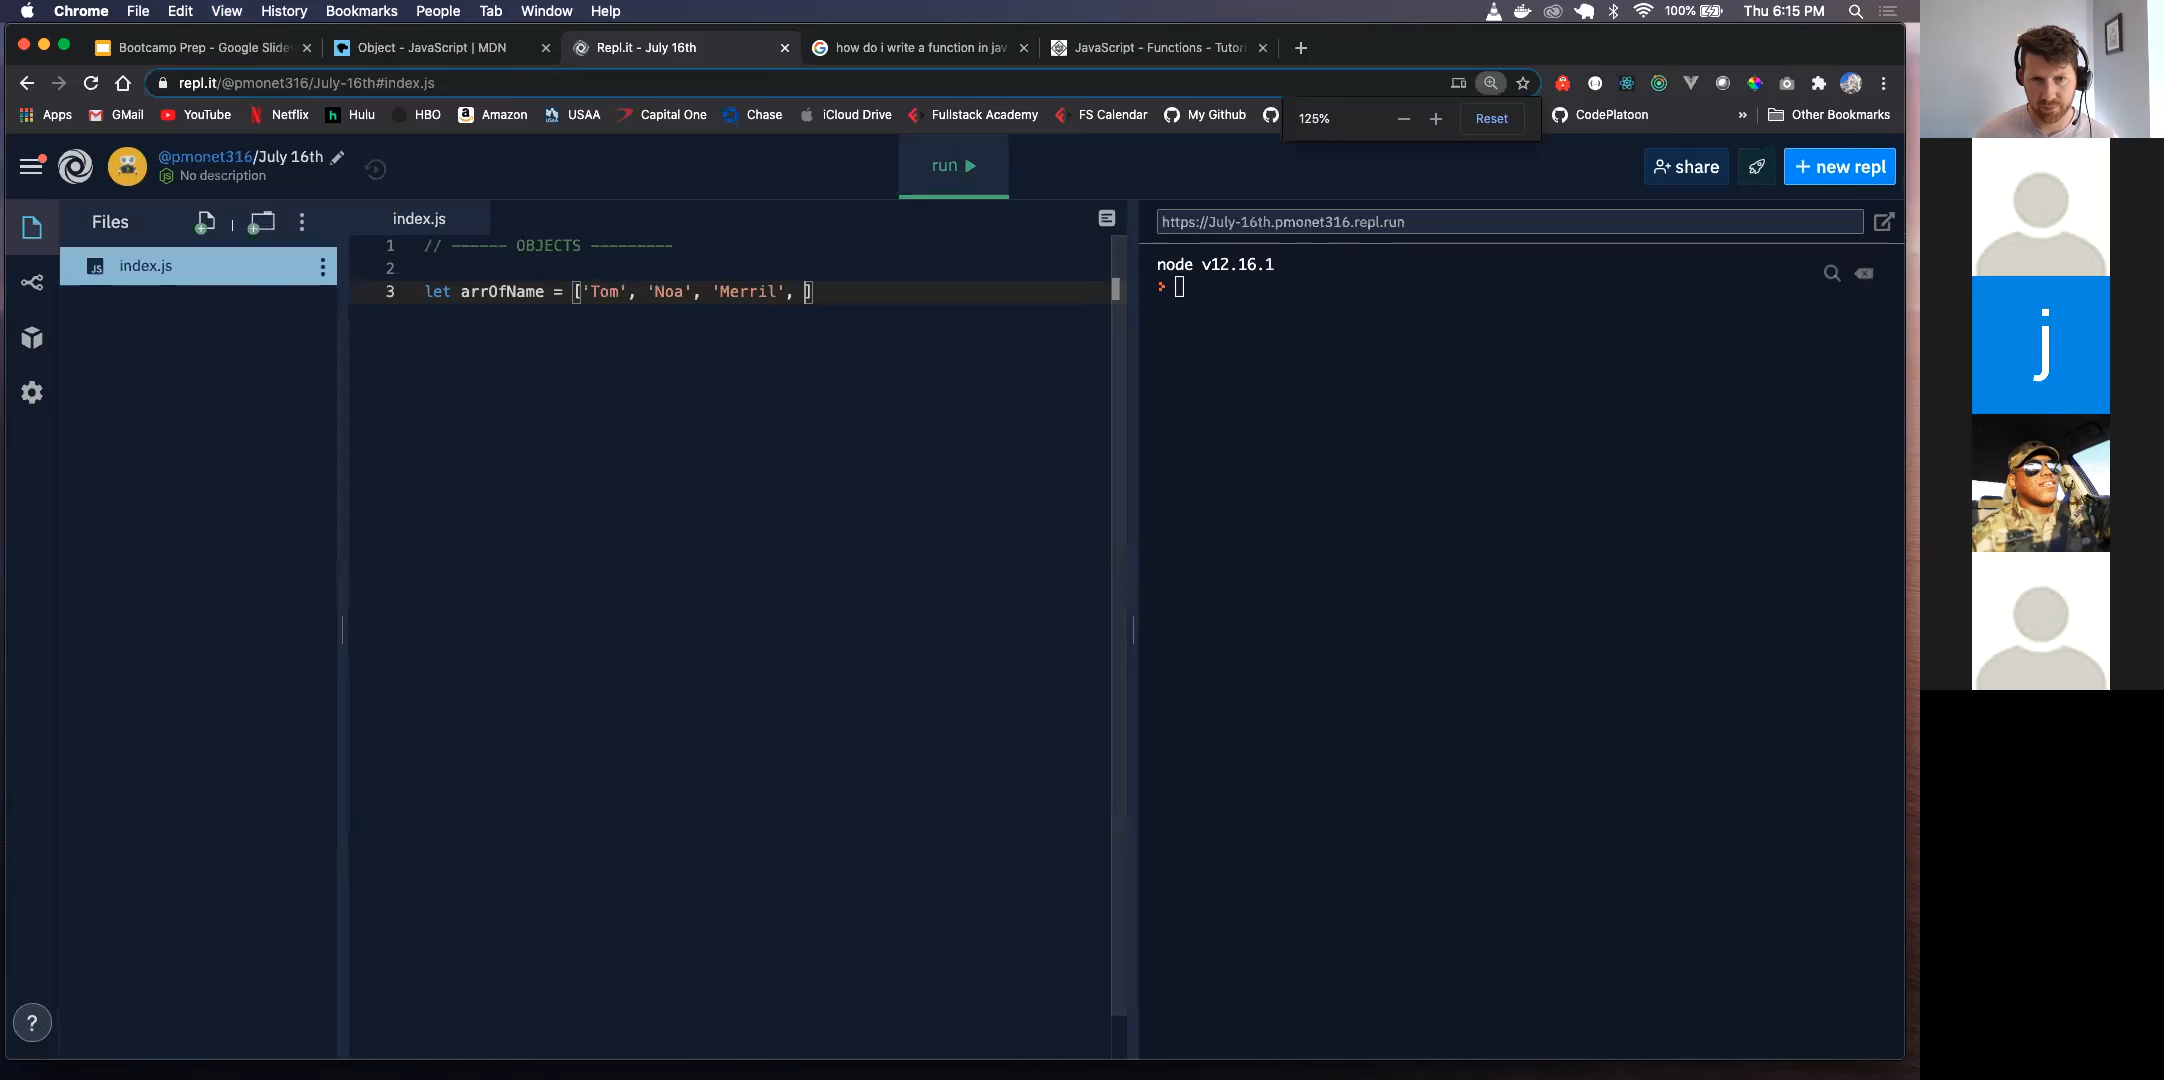 Chrome File Edit View History Bookmarks People Tab Window Help 100% Thu 6:15 PM
Bootcamp Prep - Google Slide Object - JavaScript | MDN Repl.it - July 16th how do i write a function in jav JavaScript - Functions - Tutori
repl.it/@pmonet316/July-16th#index.js
Apps GMail YouTube Netflix Hulu HBO Amazon USAA Capital One Chase iCloud Drive Fullstack Academy FS Calendar My Github 125% Reset CodePlatoon » Other Bookmarks
@pmonet316/July 16th
No description
run
share
+ new repl
Files
index.js
index.js
https://July-16th.pmonet316.repl.run
1 // ------ OBJECTS ---------
2
3 let arrOfName = ['Tom', 'Noa', 'Merril', ]
node v12.16.1
?
j